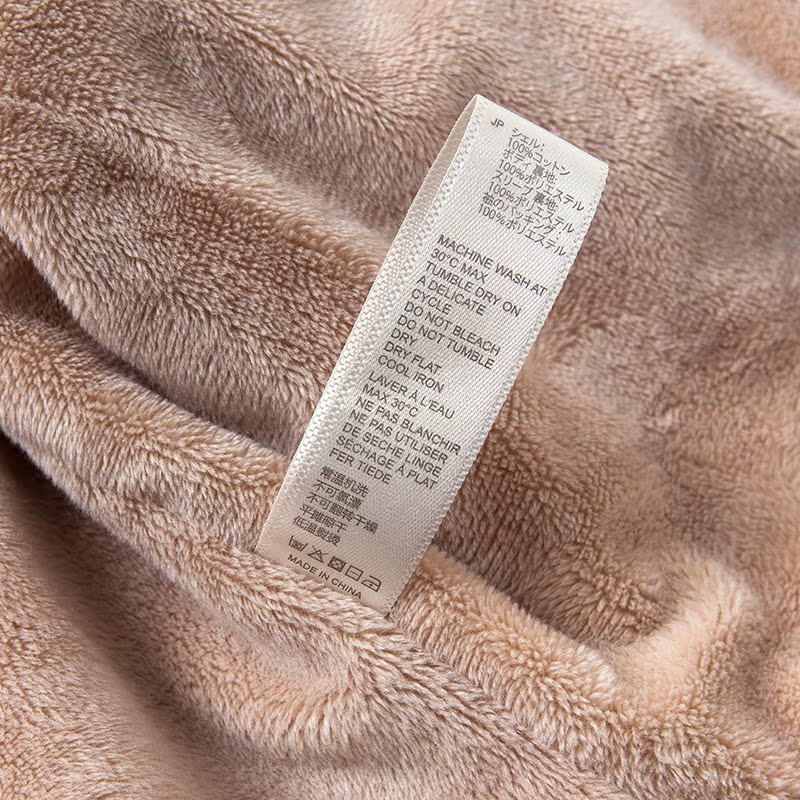 JP シェル:
100%コットン
ボディ裏地:
100%ポリエステル
スリーブ裏地:
100%ポリエステル
袖のパッキング
100%ポリエステル
MACHINE WASH AT
30°C MAX
TUMBLE DRY ON
A DELICATE
CYCLE
DO NOT BLEACH
DO NOT TUMBLE
DRY
DRY FLAT
COOL IRON
LAVER À L'EAU
MAX 30°C
NE PAS BLANCHIR
NE PAS UTILISER
DE SECHE LINGE
SÉCHAGE À PLAT
FER TIEDE
常温机洗
不可氯漂
不可翻转干燥
平摊晾干
低温熨烫
MADE IN CHINA